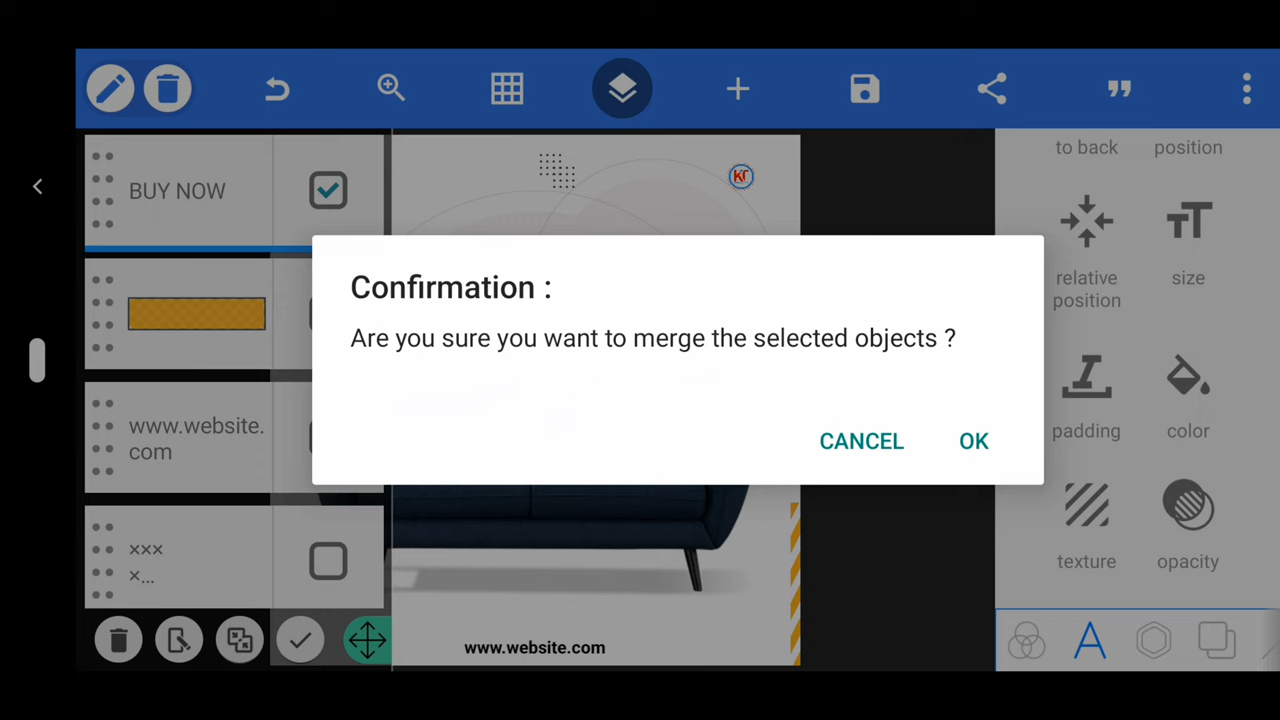 to back
position
BUY NOW
KT
relative
position
size
Confirmation :
Are you sure you want to merge the selected objects ?
CANCEL
OK
www.website.
com
padding
color
×××
×...
texture
opacity
www.website.com
A